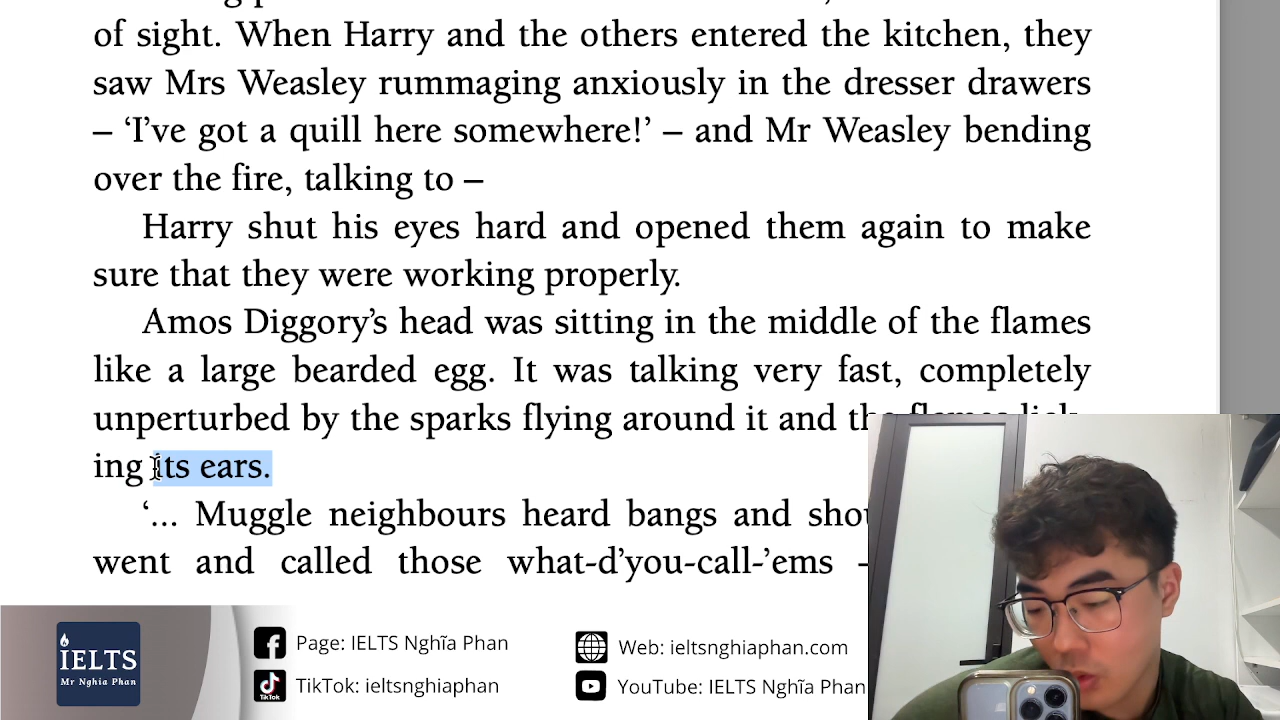 of sight. When Harry and the others entered the kitchen, they
saw Mrs Weasley rummaging anxiously in the dresser drawers
– ‘I’ve got a quill here somewhere!’ – and Mr Weasley bending
over the fire, talking to –
Harry shut his eyes hard and opened them again to make
sure that they were working properly.
Amos Diggory’s head was sitting in the middle of the flames
like a large bearded egg. It was talking very fast, completely
unperturbed by the sparks flying around it and
ing its ears.
‘... Muggle neighbours heard bangs and
went and called those what-d’you-call-’ems –
IELTS
Mr Nghia Phan
Page: IELTS Nghĩa Phan
TikTok: ieltsnghiaphan
Web: ieltsnghiaphan.com
YouTube: IELTS Nghĩa Phan
TikTok